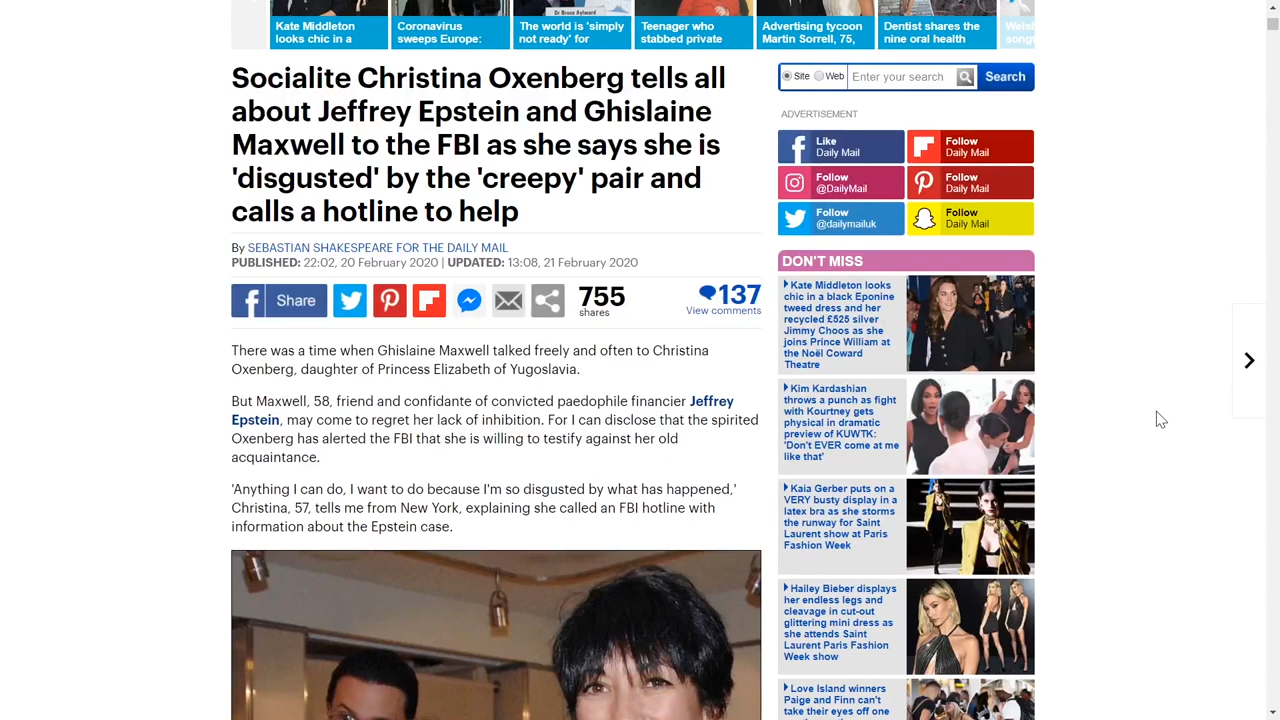 Kate Middleton
looks chic in a
Coronavirus
sweeps Europe:
Dr Bruce Aylward
The world is 'simply
not ready' for
Teenager who
stabbed private
Advertising tycoon
Martin Sorrell, 75,
Dentist shares the
nine oral health
Socialite Christina Oxenberg tells all
about Jeffrey Epstein and Ghislaine
Maxwell to the FBI as she says she is
'disgusted' by the 'creepy' pair and
calls a hotline to help
By SEBASTIAN SHAKESPEARE FOR THE DAILY MAIL
PUBLISHED: 22:02, 20 February 2020 | UPDATED: 13:08, 21 February 2020
Share
755
shares
137
View comments
There was a time when Ghislaine Maxwell talked freely and often to Christina
Oxenberg, daughter of Princess Elizabeth of Yugoslavia.
But Maxwell, 58, friend and confidante of convicted paedophile financier Jeffrey
Epstein, may come to regret her lack of inhibition. For I can disclose that the spirited
Oxenberg has alerted the FBI that she is willing to testify against her old
acquaintance.
'Anything I can do, I want to do because I'm so disgusted by what has happened,'
Christina, 57, tells me from New York, explaining she called an FBI hotline with
information about the Epstein case.
Site Web Enter your search Search
ADVERTISEMENT
Like
Daily Mail
Follow
Daily Mail
Follow
@DailyMail
Follow
Daily Mail
Follow
@dailymailuk
Follow
Daily Mail
DON'T MISS
Kate Middleton looks
chic in a black Eponine
tweed dress and her
recycled £525 silver
Jimmy Choos as she
joins Prince William at
the Noël Coward
Theatre
Kim Kardashian
throws a punch as fight
with Kourtney gets
physical in dramatic
preview of KUWTK:
'Don't EVER come at me
like that'
Kaia Gerber puts on a
VERY busty display in a
latex bra as she storms
the runway for Saint
Laurent show at Paris
Fashion Week
Hailey Bieber displays
her endless legs and
cleavage in cut-out
glittering mini dress as
she attends Saint
Laurent Paris Fashion
Week show
Love Island winners
Paige and Finn can't
take their eyes off one